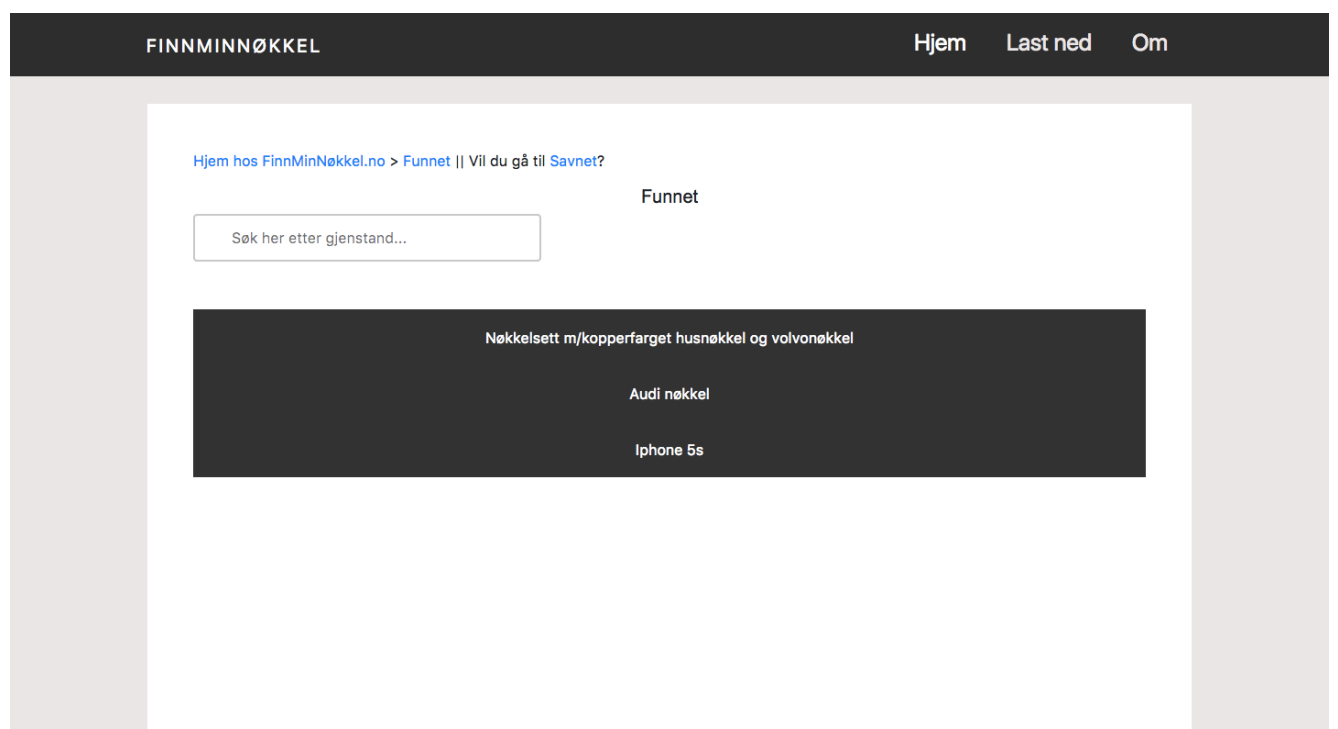 FINNMINNØKKEL
Hjem Last ned Om
Hjem hos FinnMinNøkkel.no > Funnet || Vil du gå til Savnet?
Funnet
Søk her etter gjenstand...
Nøkkelsett m/kopperfarget husnøkkel og volvonøkkel
Audi nøkkel
Iphone 5s